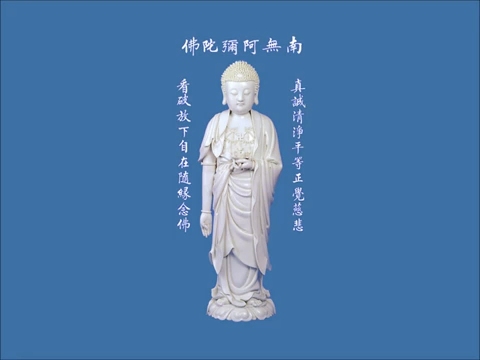 南無阿彌陀佛
真誠清淨平等正覺慈悲
看破放下自在隨緣念佛